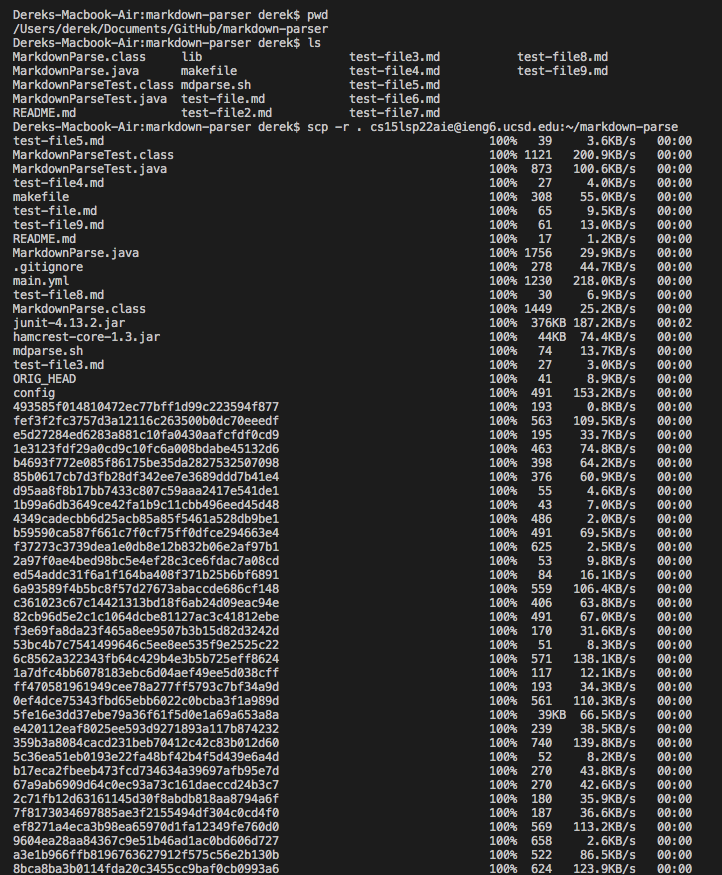 Dereks-Macbook-Air:markdown-parser derek$ pwd
/Users/derek/Documents/GitHub/markdown-parser
Dereks-Macbook-Air:markdown-parser derek$ ls
MarkdownParse.class lib test-file3.md test-file8.md
MarkdownParse.java makefile test-file4.md test-file9.md
MarkdownParseTest.class mdparse.sh test-file5.md
MarkdownParseTest.java test-file.md test-file6.md
README.md test-file2.md test-file7.md
Dereks-Macbook-Air:markdown-parser derek$ scp -r . cs15lsp22aie@ieng6.ucsd.edu:~/markdown-parse
test-file5.md 100% 39 3.6KB/s 00:00
MarkdownParseTest.class 100% 1121 200.9KB/s 00:00
MarkdownParseTest.java 100% 873 100.6KB/s 00:00
test-file4.md 100% 27 4.0KB/s 00:00
makefile 100% 308 55.0KB/s 00:00
test-file.md 100% 65 9.5KB/s 00:00
test-file9.md 100% 61 13.0KB/s 00:00
README.md 100% 17 1.2KB/s 00:00
MarkdownParse.java 100% 1756 29.9KB/s 00:00
.gitignore 100% 278 44.7KB/s 00:00
main.yml 100% 1230 218.0KB/s 00:00
test-file8.md 100% 30 6.9KB/s 00:00
MarkdownParse.class 100% 1449 25.2KB/s 00:00
junit-4.13.2.jar 100% 376KB 187.2KB/s 00:02
hamcrest-core-1.3.jar 100% 44KB 74.4KB/s 00:00
mdparse.sh 100% 74 13.7KB/s 00:00
test-file3.md 100% 27 3.0KB/s 00:00
ORIG_HEAD 100% 41 8.9KB/s 00:00
config 100% 491 153.2KB/s 00:00
493585f014810472ec77bff1d99c223594f877 100% 193 0.8KB/s 00:00
fef3f2fc3757d3a12116c263500b0dc70eeedf 100% 563 109.5KB/s 00:00
e5d27284ed6283a881c10fa0430aafcfdf0cd9 100% 195 33.7KB/s 00:00
1e3123fdf29a0cd9c10fc6a008bdabe45132d6 100% 463 74.8KB/s 00:00
b4693f772e085f86175be35da2827532507098 100% 398 64.2KB/s 00:00
85b0617cb7d3fb28df342ee7e3689ddd7b41e4 100% 376 60.9KB/s 00:00
d95aa8f8b17bb7433c807c59aaa2417e541de1 100% 55 4.6KB/s 00:00
1b99a6db3649ce42fa1b9c11cbb496eed45d48 100% 43 7.0KB/s 00:00
4349cadecbb6d25acb85a85f5461a528db9be1 100% 486 2.0KB/s 00:00
b59590ca587f661c7f0cf75ff0dfce294663e4 100% 491 69.5KB/s 00:00
f37273c3739dea1e0db8e12b832b06e2af97b1 100% 625 2.5KB/s 00:00
2a97f0ae4bed98bc5e4ef28c3ce6fdac7a08cd 100% 53 9.8KB/s 00:00
ed54addc31f6a1f164ba408f371b25b6bf6891 100% 84 16.1KB/s 00:00
6a93589f4b5bc8f57d27673abaccde686cf148 100% 559 106.4KB/s 00:00
c361023c67c14421313bd18f6ab24d09eac94e 100% 406 63.8KB/s 00:00
82cb96d5e2c1c1064dcbe81127ac3c41812ebe 100% 491 67.0KB/s 00:00
f3e69fa8da23f465a8ee9507b3b15d82d3242d 100% 170 31.6KB/s 00:00
53bc4b7c7541499646c5ee8ee535f9e2525c22 100% 51 8.3KB/s 00:00
6c8562a322343fb64c429b4e3b5b725eff8624 100% 571 138.1KB/s 00:00
1a7dfc4bb6078183ebc6d04aef49ee5d038cff 100% 117 12.1KB/s 00:00
ff470581961949cee78a277ff5793c7bf34a9d 100% 193 34.3KB/s 00:00
0ef4dce75343fbd65ebb6022c0bcba3f1a989d 100% 561 110.3KB/s 00:00
5fe16e3dd37ebe79a36f61f5d0e1a69a653a8a 100% 39KB 66.5KB/s 00:00
e420112eaf8025ee593d9271893a117b874232 100% 239 38.5KB/s 00:00
359b3a8084cacd231beb70412c42c83b012d60 100% 740 139.8KB/s 00:00
5c36ea51eb0193e22fa48bf42b4f5d439e6a4d 100% 52 8.2KB/s 00:00
b17eca2fbeeb473fcd734634a39697afb95e7d 100% 270 43.8KB/s 00:00
67a9ab6909d64c0ec93a73c161daeccd24b3c7 100% 270 42.6KB/s 00:00
2c71fb12d63161145d30f8abdb818aa8794a6f 100% 180 35.9KB/s 00:00
7f8173034697885ae3f2155494df304c0cd4f0 100% 187 36.6KB/s 00:00
ef8271a4eca3b98ea65970d1fa12349fe760d0 100% 569 113.2KB/s 00:00
9604ea28aa84367c9e51b46ad1ac0bd606d727 100% 658 2.6KB/s 00:00
a3e1b966ffb8196763627912f575c56e2b130b 100% 522 86.5KB/s 00:00
8bca8ba3b0114fda20c3455cc9baf0cb0993a6 100% 624 123.9KB/s 00:00